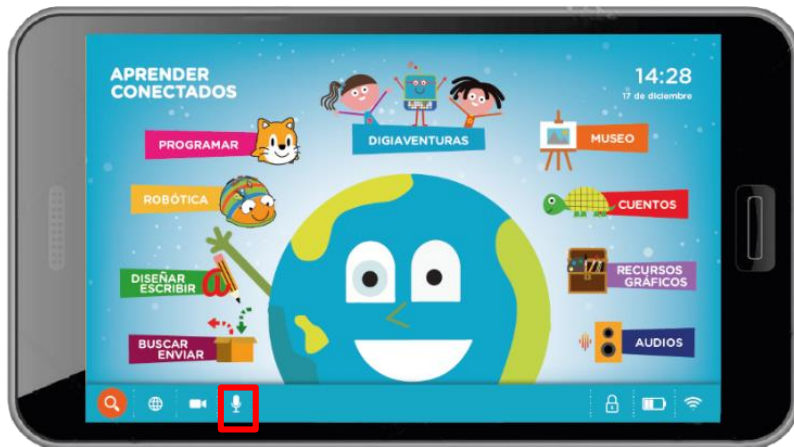 APRENDER
CONECTADOS
14:28
17 de diciembre
PROGRAMAR
DIGIAVENTURAS
MUSEO
ROBÓTICA
CUENTOS
DISEÑAR
ESCRIBIR
RECURSOS
GRÁFICOS
BUSCAR
ENVIAR
AUDIOS